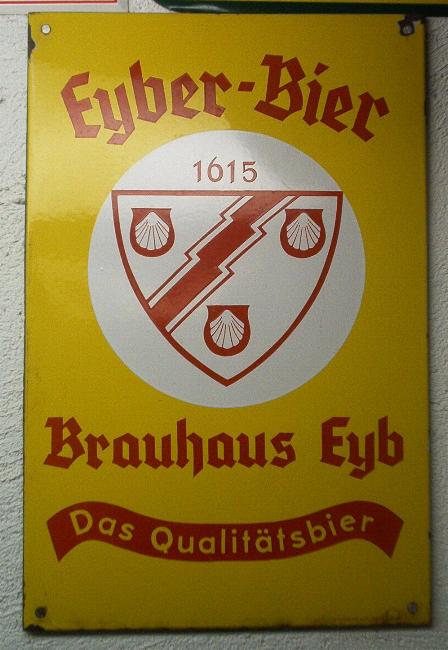 Eyber-Bier
1615
Brauhaus Eyb
Das Qualitätsbier